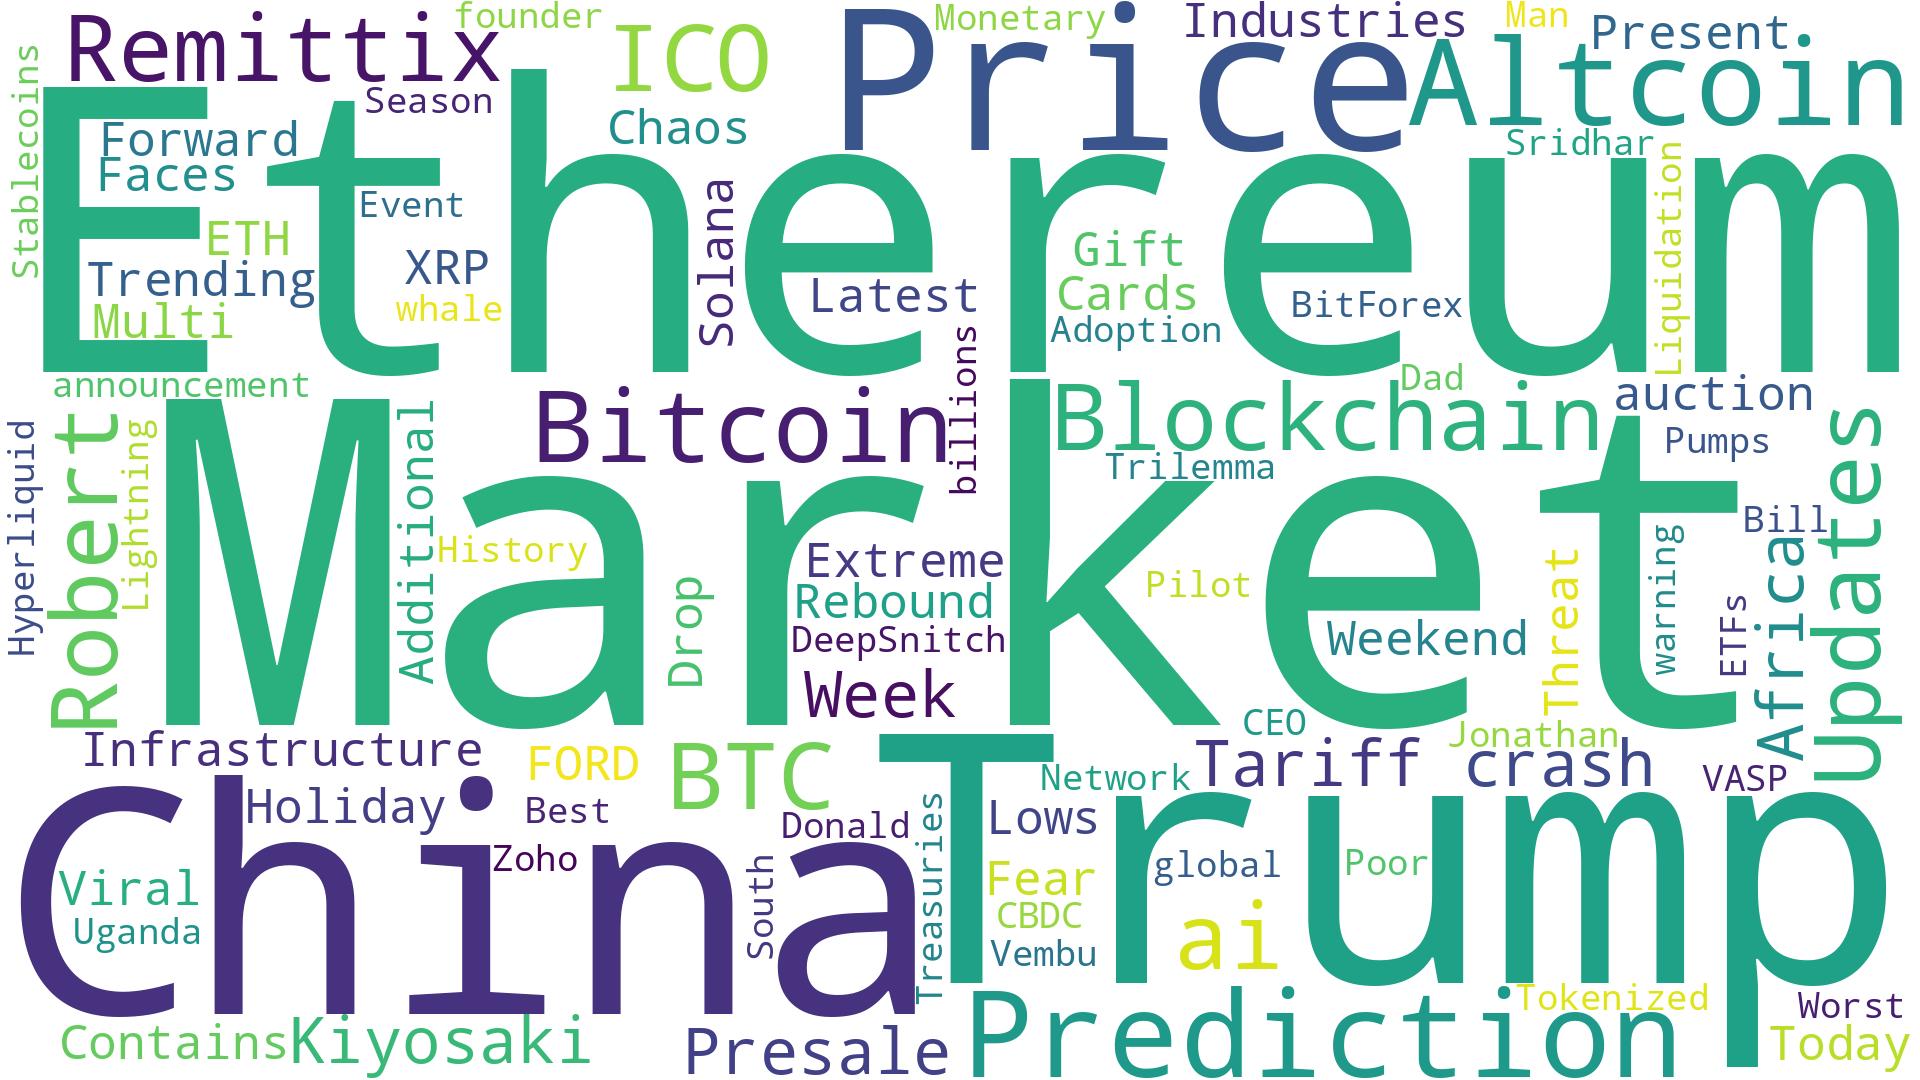 Remittix
founder
ICO
Price
Monetary
Industries
Man
Present
Altcoin
Stablecoins
Season
Chaos
Ethereum
Forward
Faces
Sridhar
Liquidation
Event
Solana
ETH
XRP
Gift
Trending
Latest
Cards
BitForex
Multi
whale
Adoption
billions
announcement
Bitcoin
Blockchain
Dad
auction
Hyperliquid
Robert
Lightning
Market
Additional
Trilemma
Pumps
Updates
History
Drop
Extreme
Rebound
DeepSnitch
Week
Pilot
Weekend
Threat
warning
ETFs
Bill
Africa
Infrastructure
FORD
BTC
Trump
CEO
Network
Tariff
Jonathan
crash
VASP
China
Holiday
Best
Donald
Treasuries
Lows
Zoho
South
Viral
Fear
global
Poor
Uganda
CBDC
ai
Vembu
Contains
Kiyosaki
Presale
Prediction
Tokenized
Worst
Today